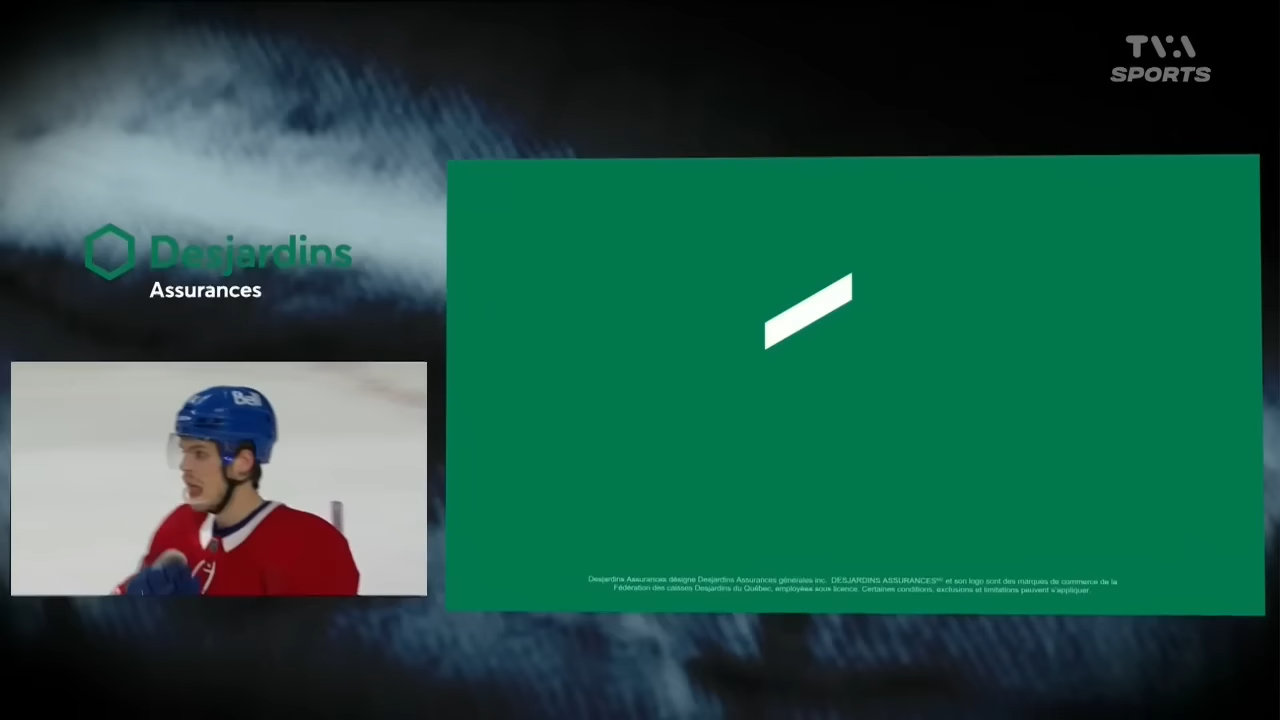 TVA
SPORTS
Desjardins
Assurances
Bell
Desjardins Assurances désigne Desjardins Assurances générales inc. DESJARDINS ASSURANCESMD et son logo sont des marques de commerce de la
Fédération des caisses Desjardins du Québec, employées sous licence. Certaines conditions, exclusions et limitations peuvent s'appliquer.